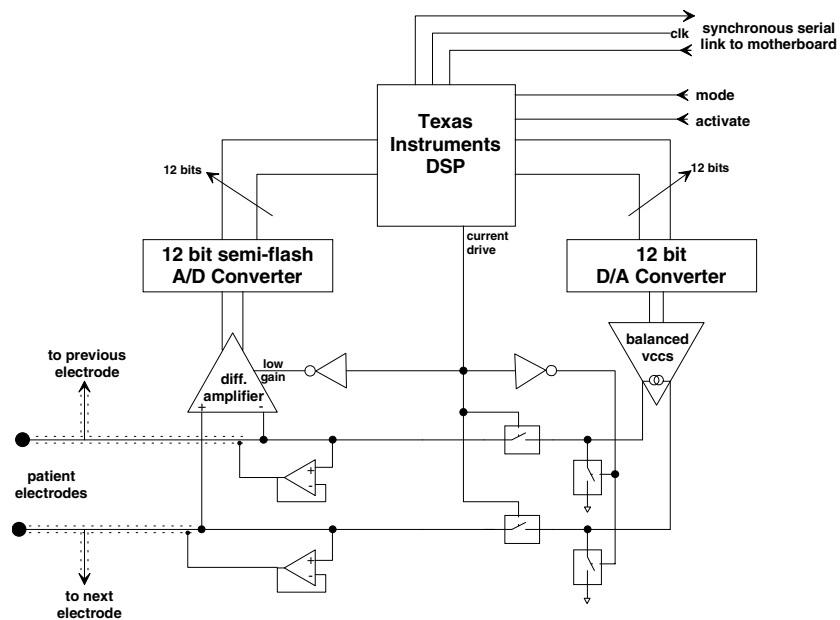 clk
synchronous serial
link to motherboard
mode
activate
Texas
Instruments
DSP
12 bits
12 bits
current
drive
12 bit semi-flash
A/D Converter
12 bit
D/A Converter
balanced
vccs
to previous
electrode
low
gain
diff.
amplifier
+ -
patient
electrodes
+
-
+
-
to next
electrode